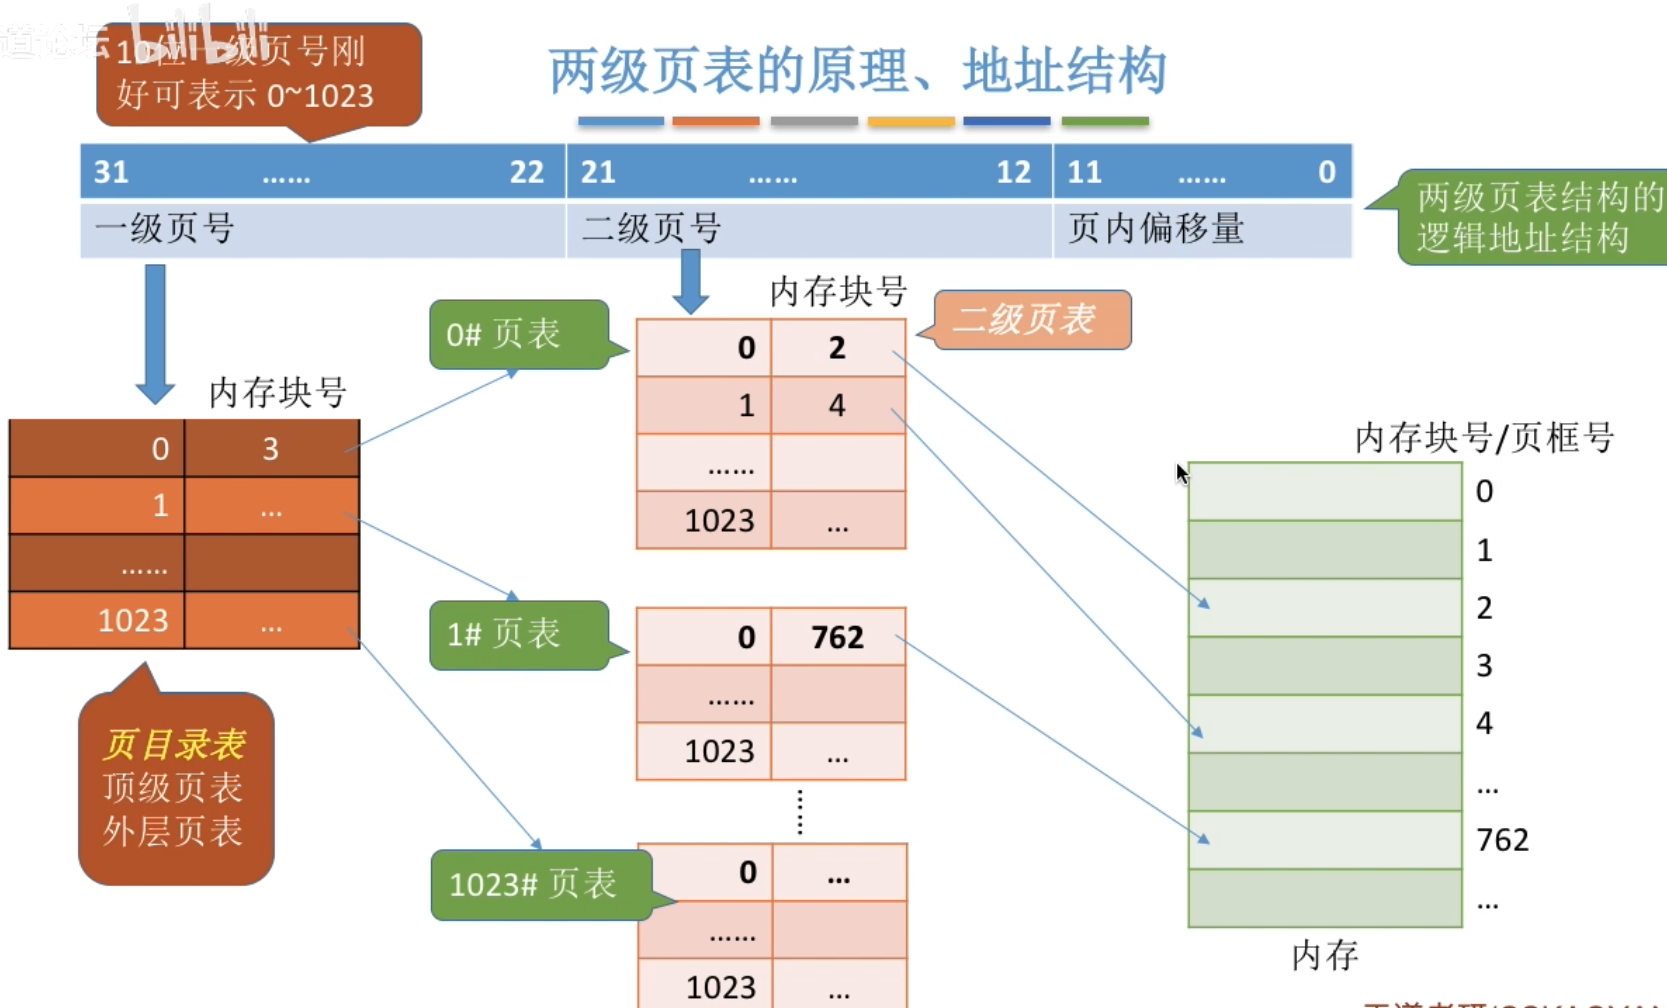 道论坛
bilibili
10位一级页号刚
好可表示 0~1023
两级页表的原理、地址结构
31 …… 22 21 …… 12 11 …… 0
一级页号 二级页号 页内偏移量
两级页表结构的
逻辑地址结构
内存块号
0 3
1 ...
……
1023 ...
页目录表
顶级页表
外层页表
0# 页表
内存块号
二级页表
0 2
1 4
……
1023 ...
1# 页表
0 762
……
1023 ...
1023# 页表
0 ...
……
1023 ...
内存块号/页框号
0
1
2
3
4
...
762
...
内存